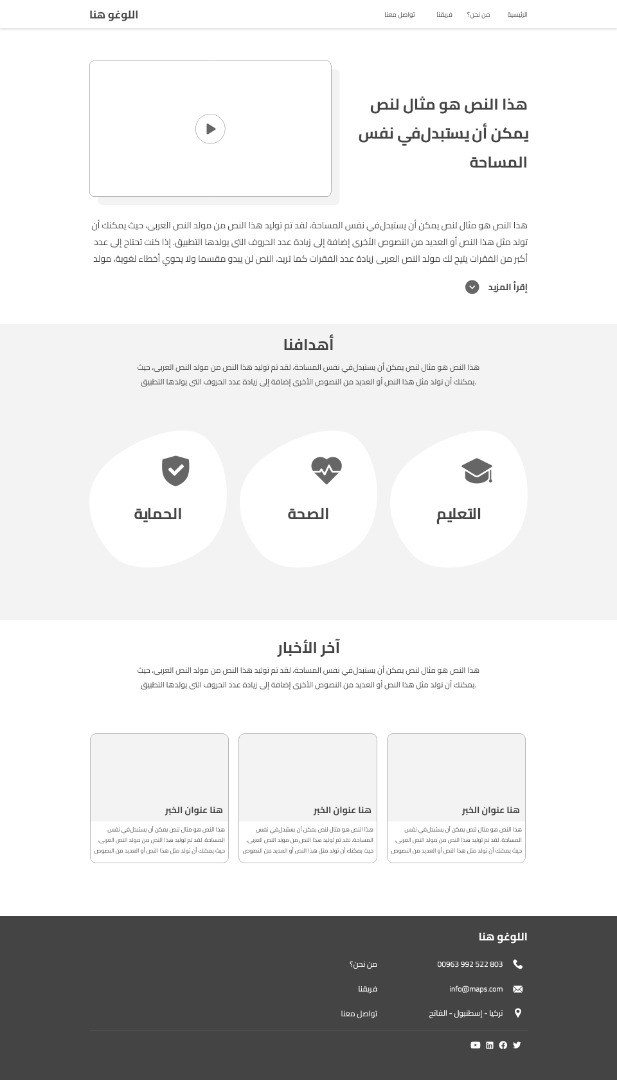 الرئيسية
من نحن؟
فريقنا
تواصل معنا
اللوغو هنا
هذا النص هو مثال لنص
يمكن أن يستبدل في نفس
المساحة
هذا النص هو مثال لنص يمكن أن يستبدل في نفس المساحة، لقد تم توليد هذا النص من مولد النص العربى، حيث يمكنك أن
تولد مثل هذا النص أو العديد من النصوص الأخرى إضافة إلى زيادة عدد الحروف التى يولدها التطبيق. إذا كنت تحتاج إلى عدد
أكبر من الفقرات يتيح لك مولد النص العربى زيادة عدد الفقرات كما تريد، النص لن يبدو مقسما ولا يحوي أخطاء لغوية، مولد
إقرأ المزيد
أهدافنا
هذا النص هو مثال لنص يمكن أن يستبدل في نفس المساحة، لقد تم توليد هذا النص من مولد النص العربى، حيث
يمكنك أن تولد مثل هذا النص أو العديد من النصوص الأخرى إضافة إلى زيادة عدد الحروف التى يولدها التطبيق.
التعليم
الصحة
الحماية
آخر الأخبار
هذا النص هو مثال لنص يمكن أن يستبدل في نفس المساحة، لقد تم توليد هذا النص من مولد النص العربى، حيث
يمكنك أن تولد مثل هذا النص أو العديد من النصوص الأخرى إضافة إلى زيادة عدد الحروف التى يولدها التطبيق.
هنا عنوان الخبر
هذا النص هو مثال لنص يمكن أن يستبدل في نفس
المساحة، لقد تم توليد هذا النص من مولد النص العربى،
حيث يمكنك أن تولد مثل هذا النص أو العديد من النصوص
هنا عنوان الخبر
هذا النص هو مثال لنص يمكن أن يستبدل في نفس
المساحة، لقد تم توليد هذا النص من مولد النص العربى،
حيث يمكنك أن تولد مثل هذا النص أو العديد من النصوص
هنا عنوان الخبر
هذا النص هو مثال لنص يمكن أن يستبدل في نفس
المساحة، لقد تم توليد هذا النص من مولد النص العربى،
حيث يمكنك أن تولد مثل هذا النص أو العديد من النصوص
اللوغو هنا
00963 992 522 803
info@maps.com
تركيا - إسطنبول - الفاتح
من نحن؟
فريقنا
تواصل معنا